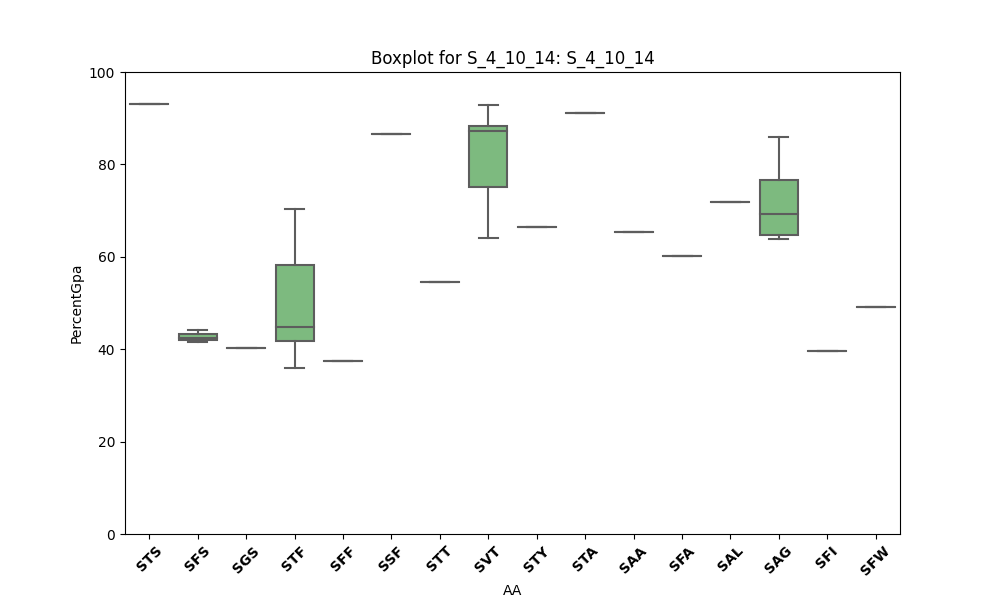 Boxplot for S_4_10_14: S_4_10_14
100
80
60
40
20
0
PercentGpa
STS SFS SGS STF SFF SSF STT SVT STY STA SAA SFA SAL SAG SFI SFW
AA